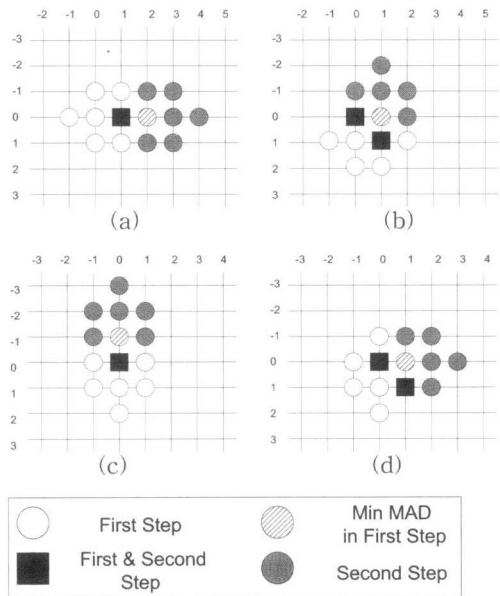 -2 -1 0 1 2 3 4 5
-3
-2
-1
0
1
2
3
(a)
-2 -1 0 1 2 3 4
-3
-2
-1
0
1
2
3
(b)
-3 -2 -1 0 1 2 3 4
-3
-2
-1
0
1
2
3
(c)
-3 -2 -1 0 1 2 3 4
-3
-2
-1
0
1
2
3
(d)
First Step
Min MAD
in First Step
First & Second
Step
Second Step